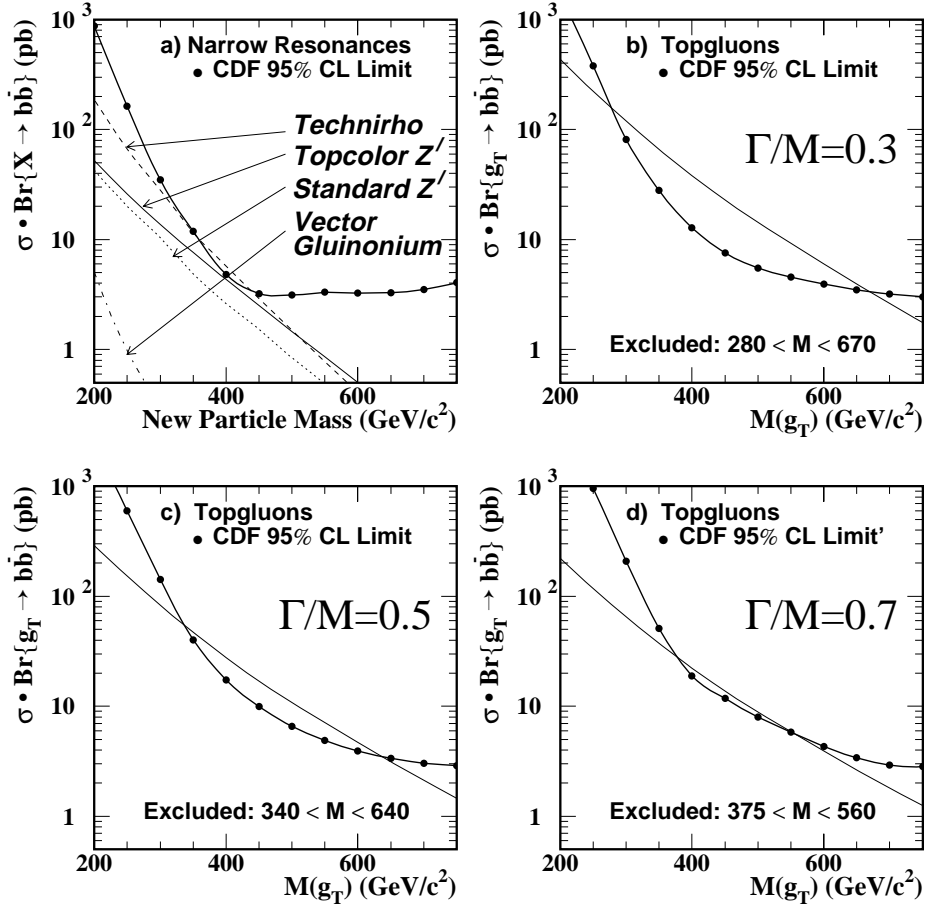 a) Narrow Resonances
● CDF 95% CL Limit
Technirho
Topcolor Z′
Standard Z′
Vector
Gluinonium
σ • Br{X → bb̄} (pb)
10³
10²
10
1
200 400 600
New Particle Mass (GeV/c²)
b) Topgluons
● CDF 95% CL Limit
Γ/M=0.3
Excluded: 280 < M < 670
σ • Br{g_T → bb̄} (pb)
10³
10²
10
1
200 400 600
M(g_T) (GeV/c²)
c) Topgluons
● CDF 95% CL Limit
Γ/M=0.5
Excluded: 340 < M < 640
σ • Br{g_T → bb̄} (pb)
10³
10²
10
1
200 400 600
M(g_T) (GeV/c²)
d) Topgluons
● CDF 95% CL Limit’
Γ/M=0.7
Excluded: 375 < M < 560
σ • Br{g_T → bb̄} (pb)
10³
10²
10
1
200 400 600
M(g_T) (GeV/c²)